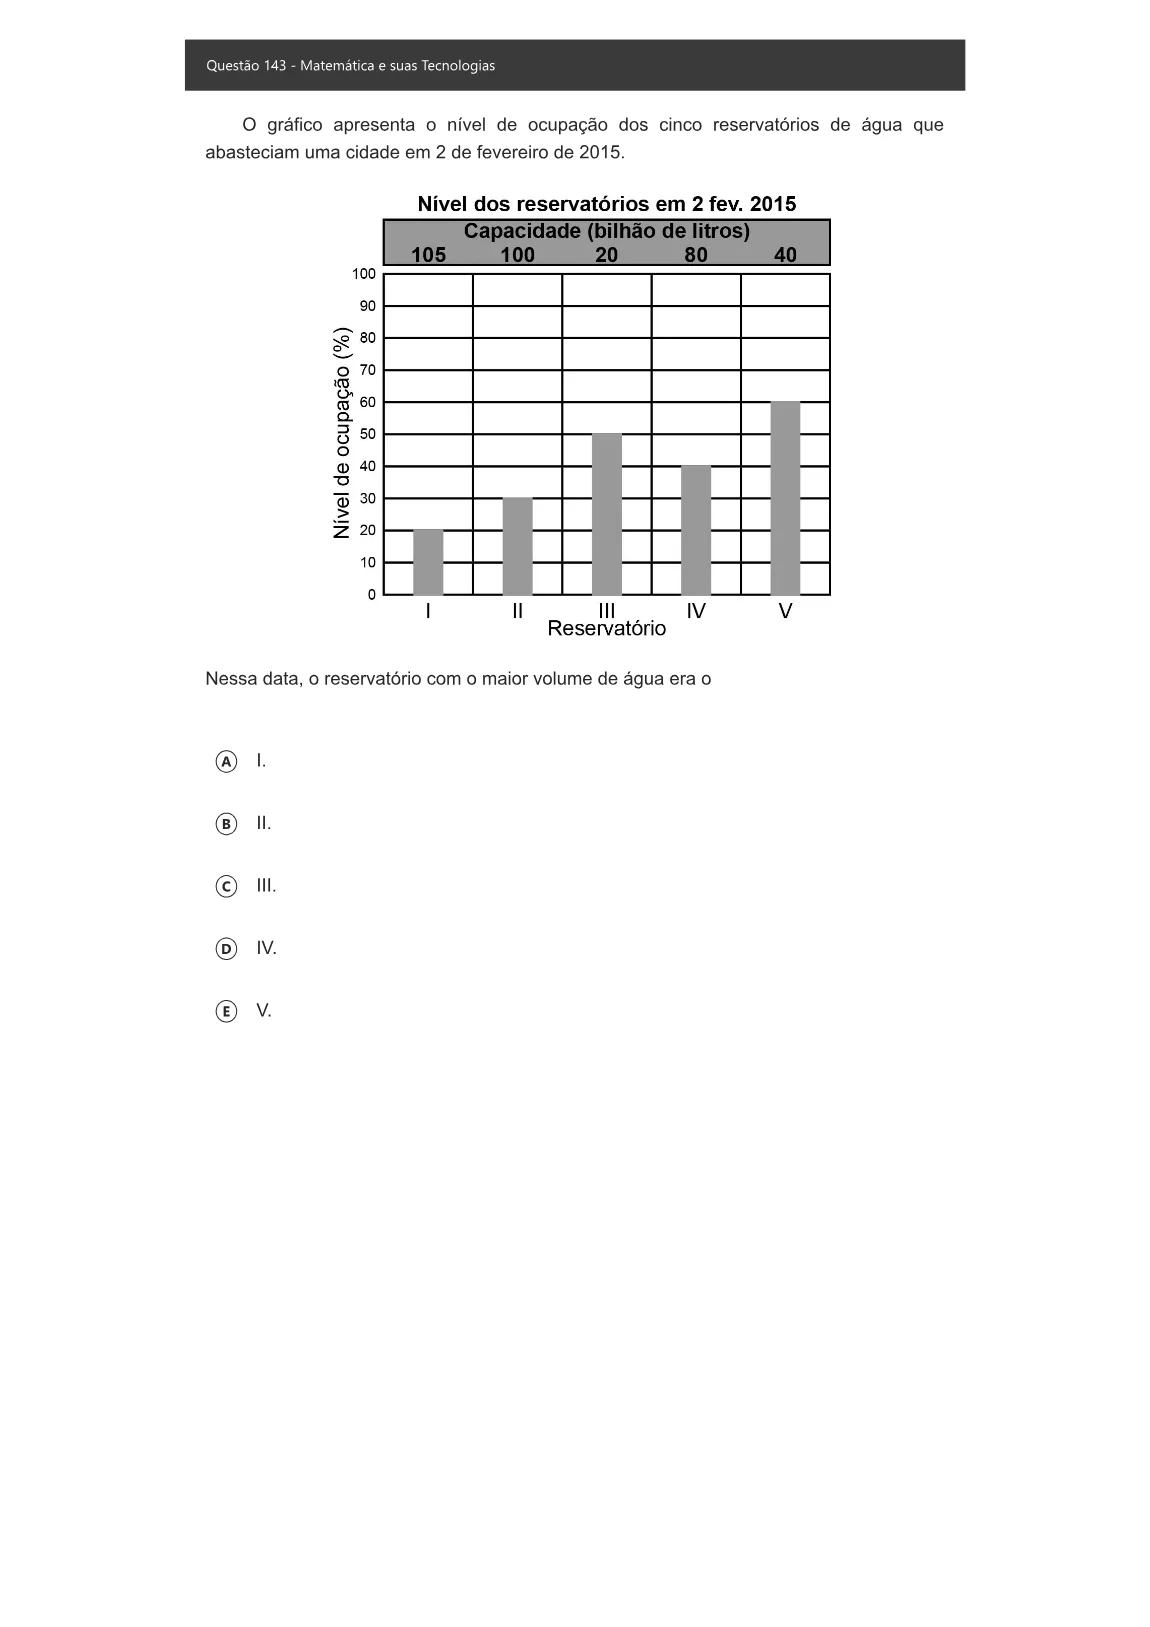 Questão 143 - Matemática e suas Tecnologias
O gráfico apresenta o nível de ocupação dos cinco reservatórios de água que
abasteciam uma cidade em 2 de fevereiro de 2015.
Nível dos reservatórios em 2 fev. 2015
Capacidade (bilhão de litros)
105 100 20 80 40
Nível de ocupação (%)
100
90
80
70
60
50
40
30
20
10
0
I II III IV V
Reservatório
Nessa data, o reservatório com o maior volume de água era o
A I.
B II.
C III.
D IV.
E V.